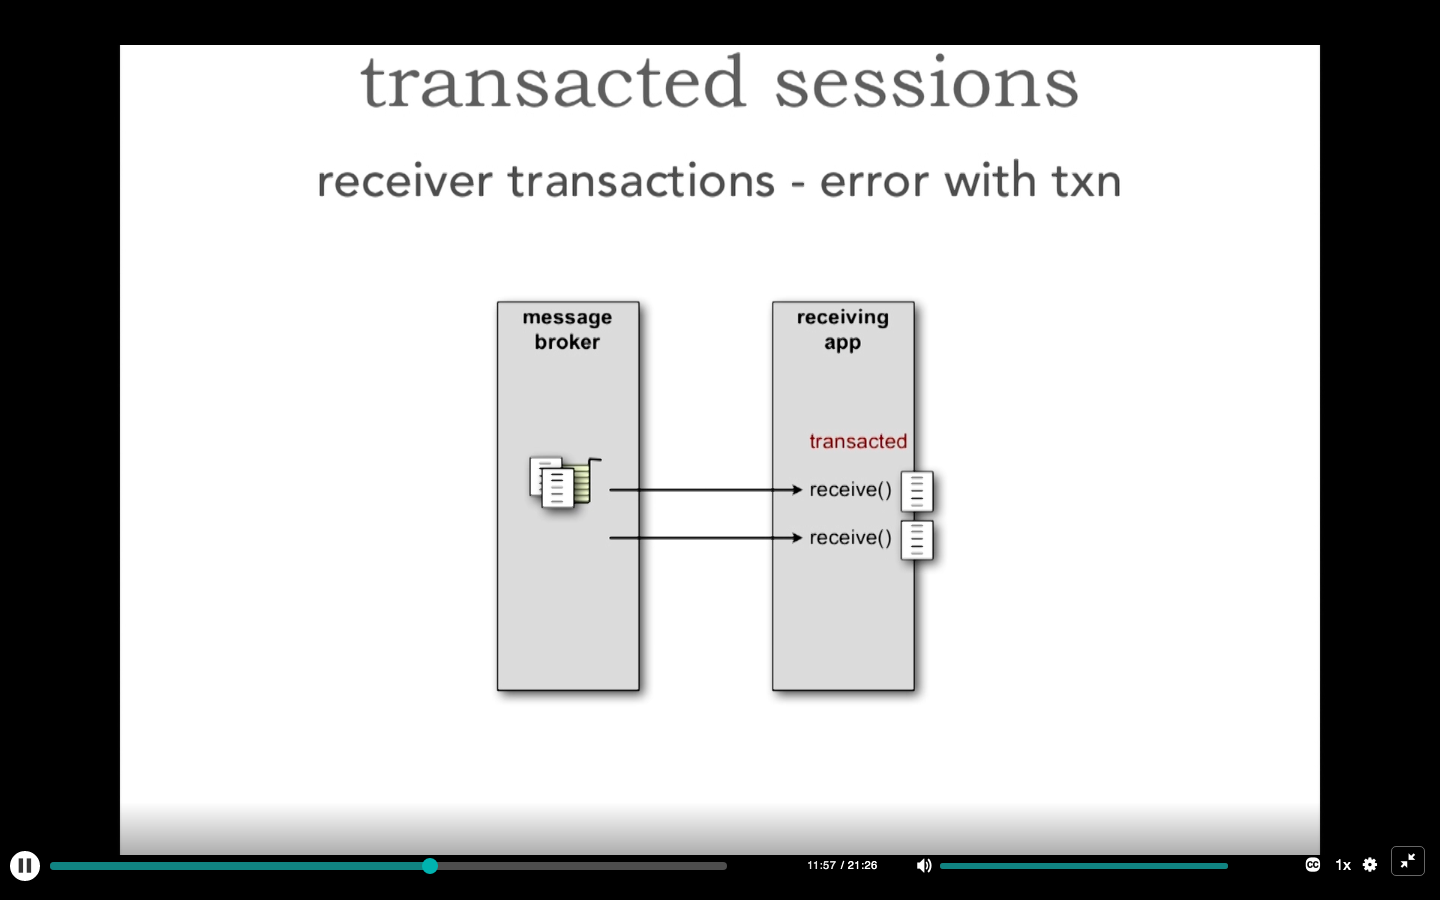 transacted sessions
receiver transactions - error with txn
message
broker
receiving
app
transacted
receive()
receive()
11:57 / 21:26
CC
1x